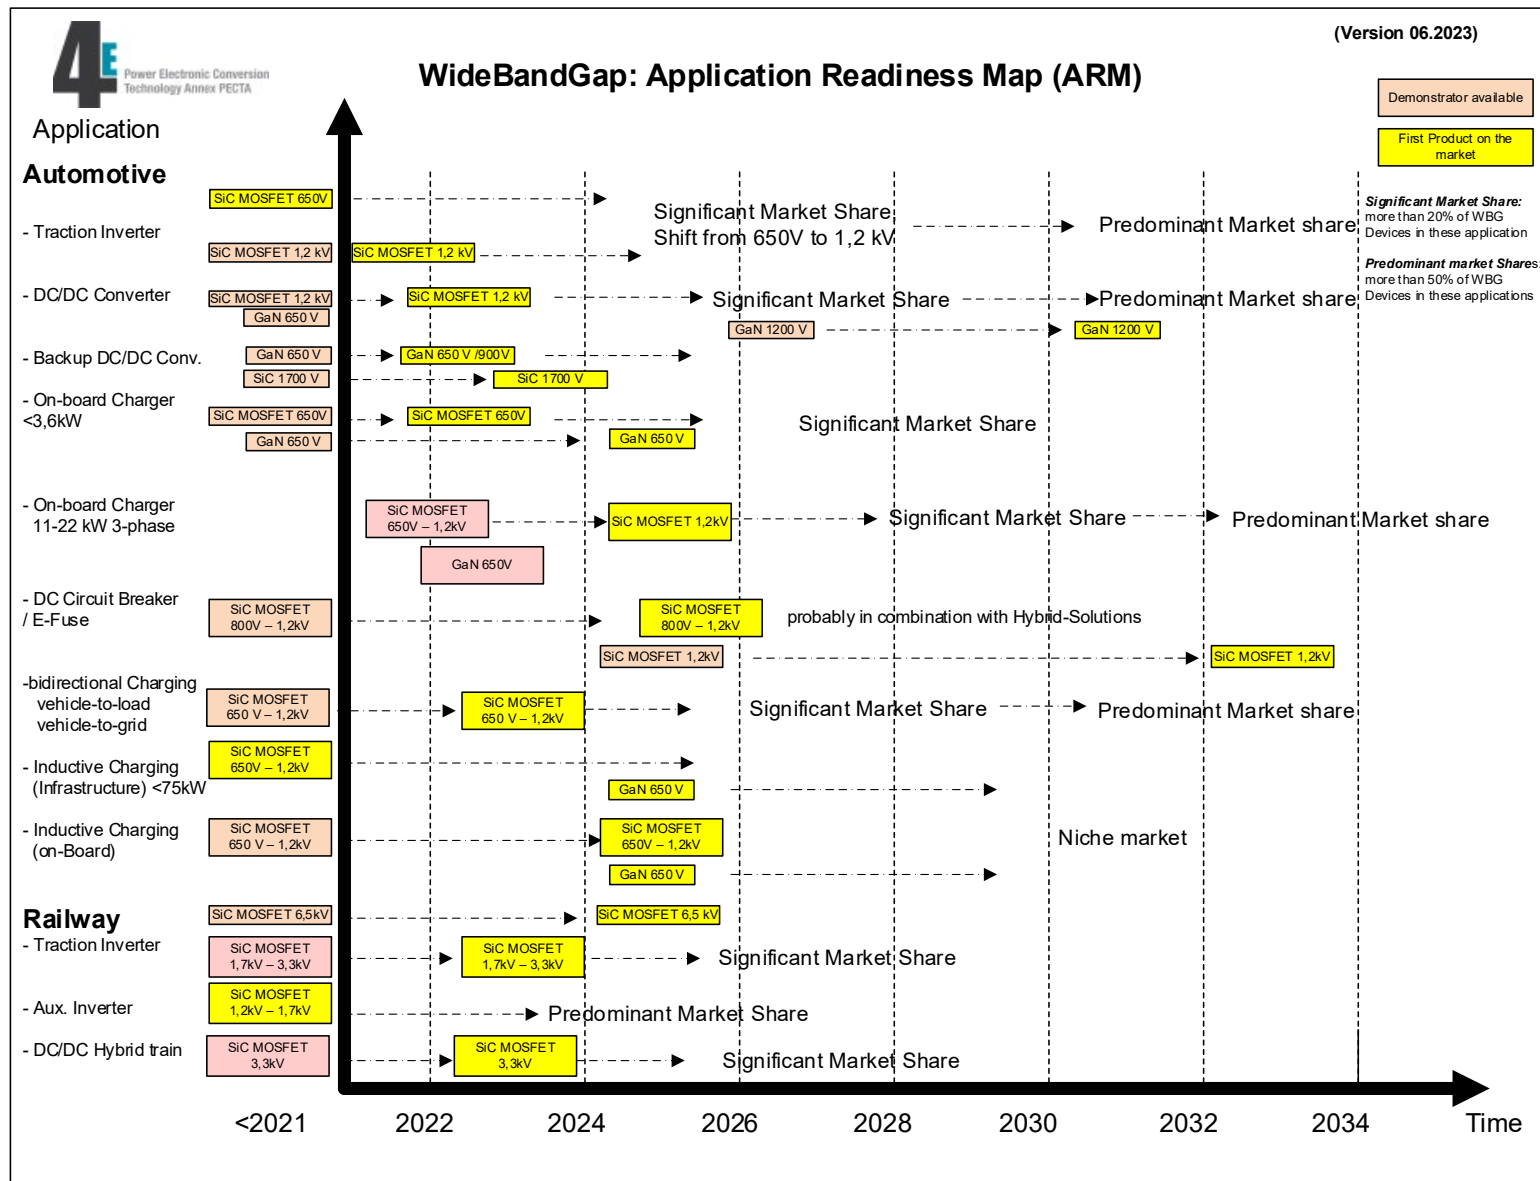 (Version 06.2023)
4E
Power Electronic Conversion
Technology Annex PECTA
WideBandGap: Application Readiness Map (ARM)
Demonstrator available
First Product on the
market
Application
Automotive
SiC MOSFET 650V
Significant Market Share
Shift from 650V to 1,2 kV
Predominant Market share
Significant Market Share:
more than 20% of WBG
Devices in these application
- Traction Inverter
SiC MOSFET 1,2 kV
SiC MOSFET 1,2 kV
Predominant market Shares:
more than 50% of WBG
Devices in these applications
- DC/DC Converter
SiC MOSFET 1,2 kV
SiC MOSFET 1,2 kV
Significant Market Share
Predominant Market share
GaN 650 V
GaN 1200 V
GaN 1200 V
- Backup DC/DC Conv.
GaN 650 V
GaN 650 V /900V
SiC 1700 V
SiC 1700 V
- On-board Charger
<3,6kW
SiC MOSFET 650V
SiC MOSFET 650V
Significant Market Share
GaN 650 V
GaN 650 V
- On-board Charger
11-22 kW 3-phase
SiC MOSFET
650V – 1,2kV
SiC MOSFET 1,2kV
Significant Market Share
Predominant Market share
GaN 650V
- DC Circuit Breaker
/ E-Fuse
SiC MOSFET
800V – 1,2kV
SiC MOSFET
800V – 1,2kV
probably in combination with Hybrid-Solutions
SiC MOSFET 1,2kV
SiC MOSFET 1,2kV
-bidirectional Charging
vehicle-to-load
vehicle-to-grid
SiC MOSFET
650 V – 1,2kV
SiC MOSFET
650 V – 1,2kV
Significant Market Share
Predominant Market share
- Inductive Charging
(Infrastructure) <75kW
SiC MOSFET
650V – 1,2kV
GaN 650 V
- Inductive Charging
(on-Board)
SiC MOSFET
650 V – 1,2kV
SiC MOSFET
650V – 1,2kV
Niche market
GaN 650 V
Railway
SiC MOSFET 6,5kV
SiC MOSFET 6,5 kV
- Traction Inverter
SiC MOSFET
1,7kV – 3,3kV
SiC MOSFET
1,7kV – 3,3kV
Significant Market Share
- Aux. Inverter
SiC MOSFET
1,2kV – 1,7kV
Predominant Market Share
- DC/DC Hybrid train
SiC MOSFET
3,3kV
SiC MOSFET
3,3kV
Significant Market Share
<2021 2022 2024 2026 2028 2030 2032 2034 Time